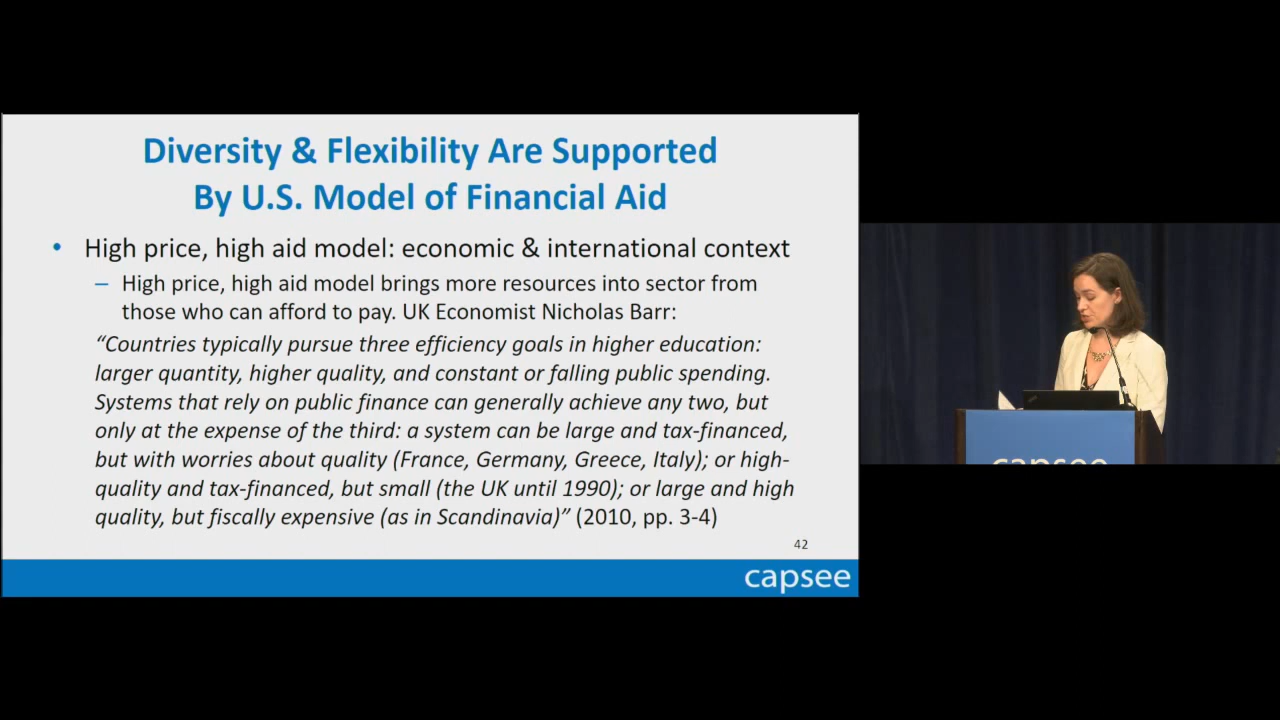 Diversity & Flexibility Are Supported
By U.S. Model of Financial Aid
• High price, high aid model: economic & international context
– High price, high aid model brings more resources into sector from
those who can afford to pay. UK Economist Nicholas Barr:
“Countries typically pursue three efficiency goals in higher education:
larger quantity, higher quality, and constant or falling public spending.
Systems that rely on public finance can generally achieve any two, but
only at the expense of the third: a system can be large and tax-financed,
but with worries about quality (France, Germany, Greece, Italy); or high-
quality and tax-financed, but small (the UK until 1990); or large and high
quality, but fiscally expensive (as in Scandinavia)” (2010, pp. 3-4)
42
capsee
capsee